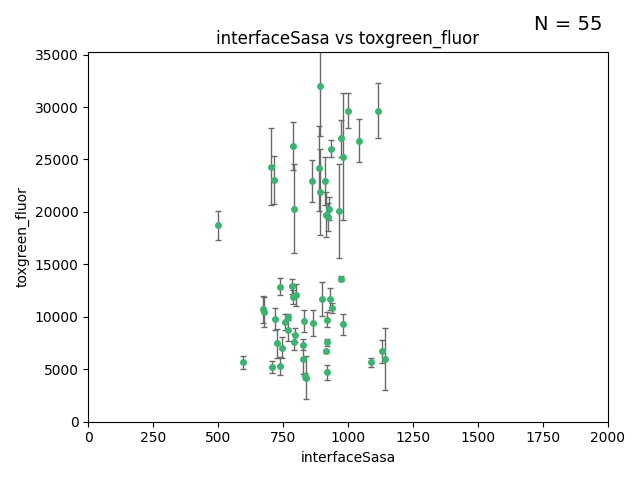 N = 55
interfaceSasa vs toxgreen_fluor
toxgreen_fluor
35000
30000
25000
20000
15000
10000
5000
0
0 250 500 750 1000 1250 1500 1750 2000
interfaceSasa